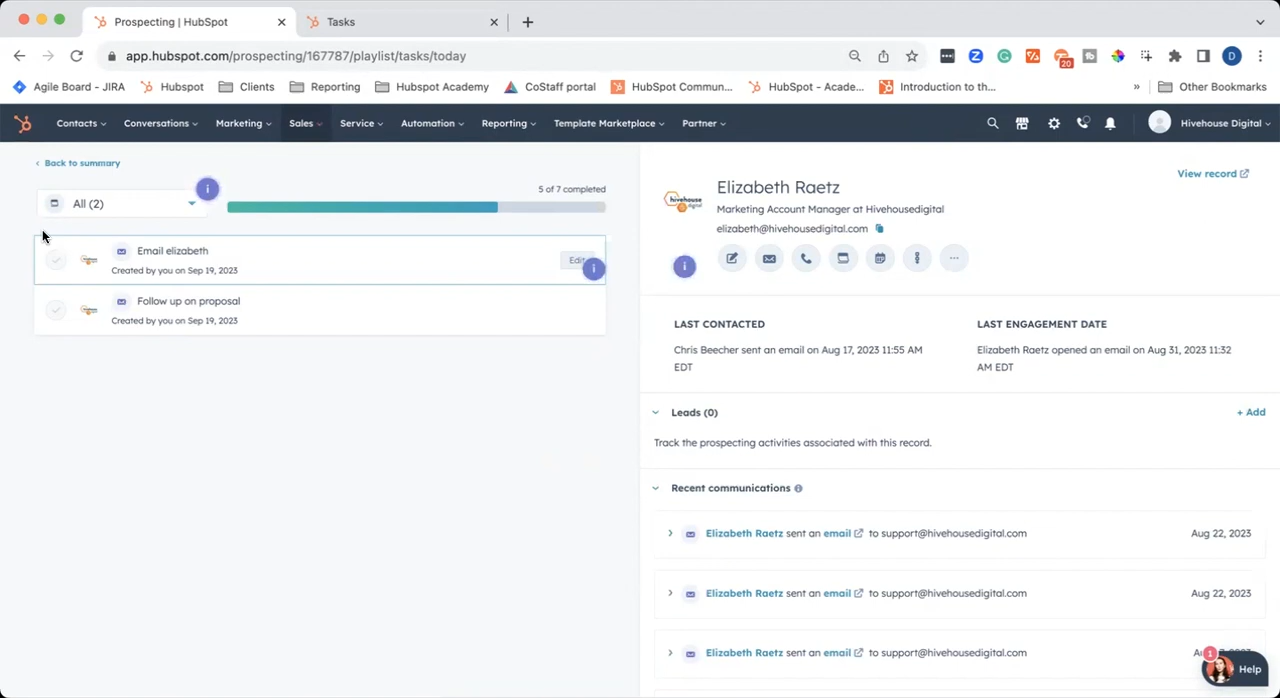 Prospecting | HubSpot
Tasks
app.hubspot.com/prospecting/167787/playlist/tasks/today
20
D
Agile Board - JIRA
Hubspot
Clients
Reporting
Hubspot Academy
CoStaff portal
HubSpot Commun...
HubSpot - Acade...
Introduction to th...
»
Other Bookmarks
Contacts
Conversations
Marketing
Sales
Service
Automation
Reporting
Template Marketplace
Partner
Hivehouse Digital
Back to summary
All (2)
i
5 of 7 completed
Email elizabeth
Created by you on Sep 19, 2023
Edit
i
Follow up on proposal
Created by you on Sep 19, 2023
View record
hivehouse
digital
Elizabeth Raetz
Marketing Account Manager at Hivehousedigital
elizabeth@hivehousedigital.com
i
LAST CONTACTED
Chris Beecher sent an email on Aug 17, 2023 11:55 AM
EDT
LAST ENGAGEMENT DATE
Elizabeth Raetz opened an email on Aug 31, 2023 11:32
AM EDT
Leads (0)
+ Add
Track the prospecting activities associated with this record.
Recent communications
Elizabeth Raetz sent an email to support@hivehousedigital.com
Aug 22, 2023
Elizabeth Raetz sent an email to support@hivehousedigital.com
Aug 22, 2023
Elizabeth Raetz sent an email to support@hivehousedigital.com
1
Help